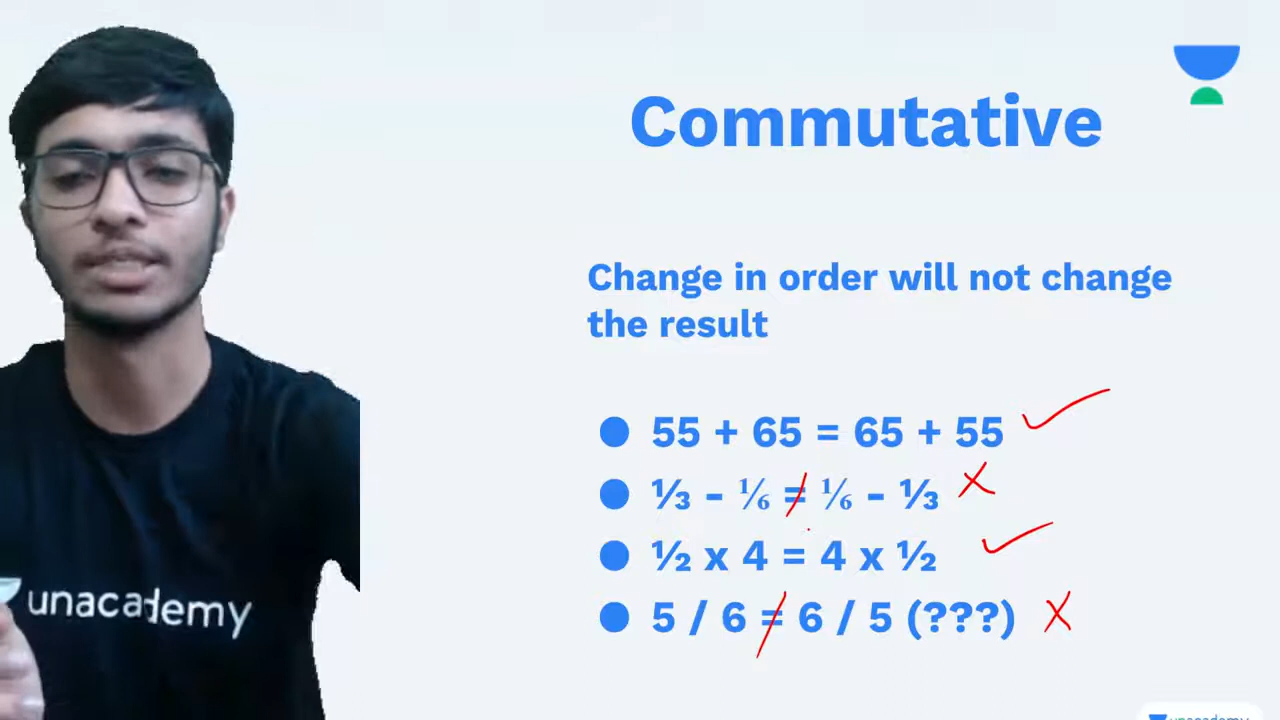 Commutative
Change in order will not change
the result
55 + 65 = 65 + 55
⅓ - ⅙ ≠ ⅙ - ⅓
½ x 4 = 4 x ½
5 / 6 ≠ 6 / 5 (???)
unacademy
unacademy